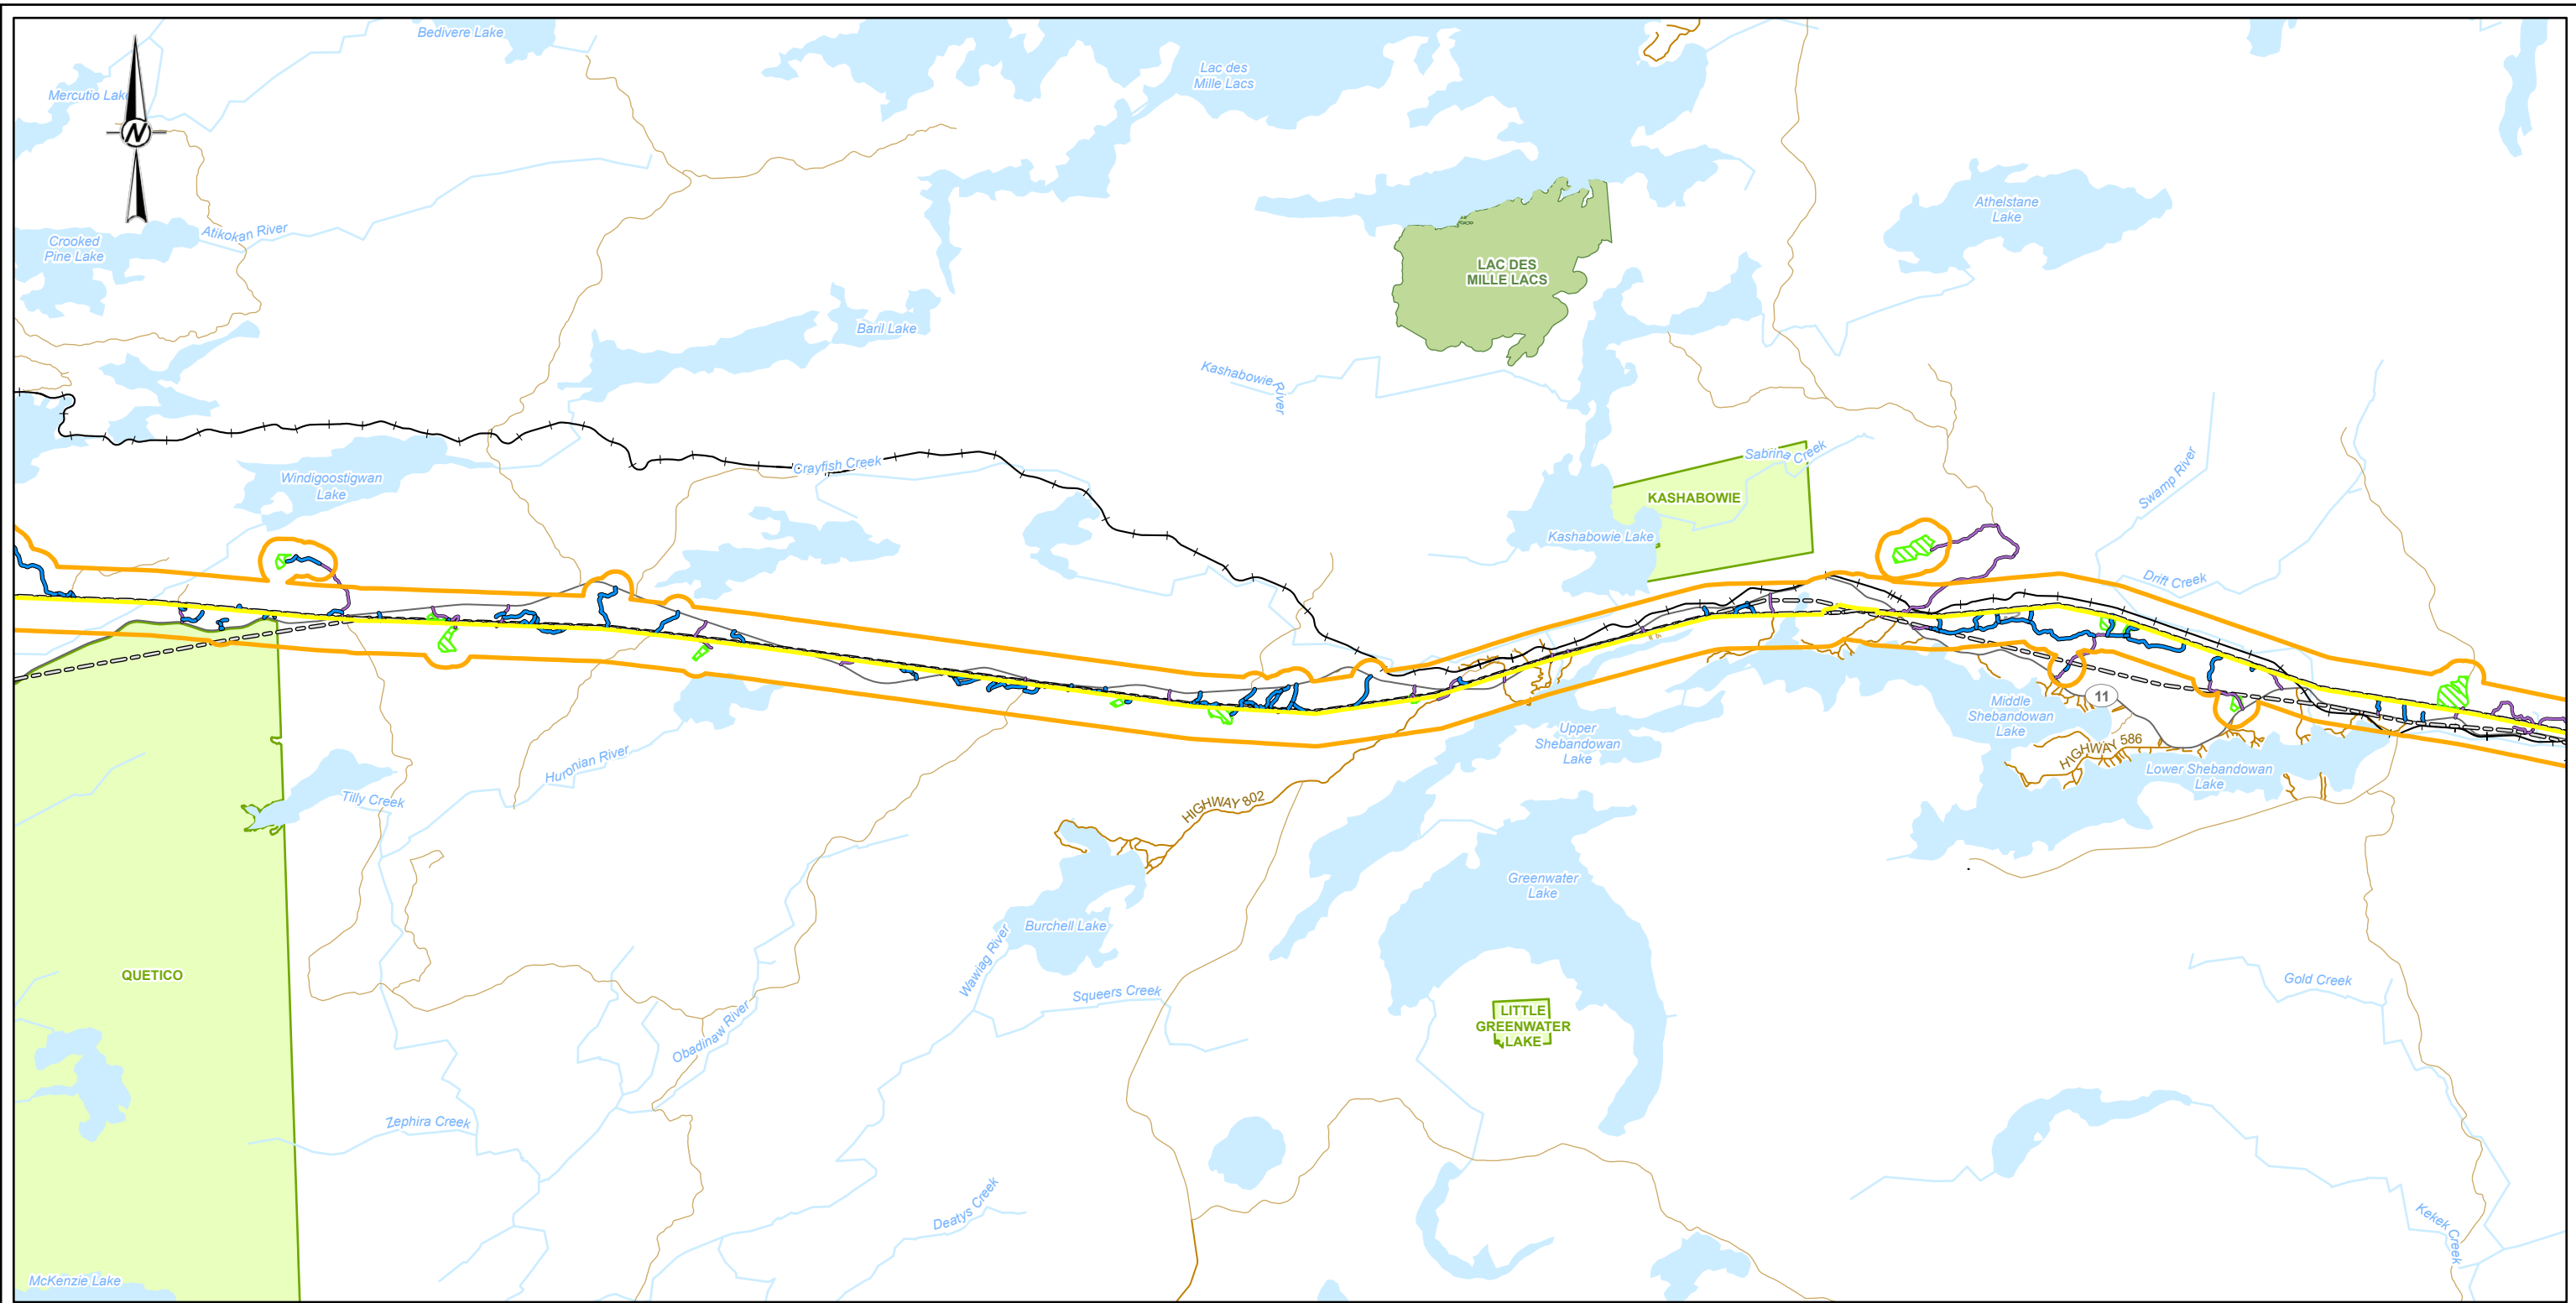 Bedivere Lake
Lac des
Mille Lacs
Mercutio Lake
N
Athelstane
Lake
Atikokan River
Crooked
Pine Lake
LAC DES
MILLE LACS
Baril Lake
Kashabowie River
Crayfish Creek
Sabrina Creek
Windigoostigwan
Lake
Swamp River
KASHABOWIE
Kashabowie Lake
Drift Creek
11
Middle
Shebandowan
Lake
Upper
Shebandowan
Lake
HIGHWAY 586
Huronian River
Lower Shebandowan
Lake
Tilly Creek
HIGHWAY 802
Greenwater
Lake
Burchell Lake
Wawiag River
QUETICO
Gold Creek
Squeers Creek
LITTLE
GREENWATER
LAKE
Obadinaw River
Zephira Creek
Deatys Creek
Kekek Creek
McKenzie Lake